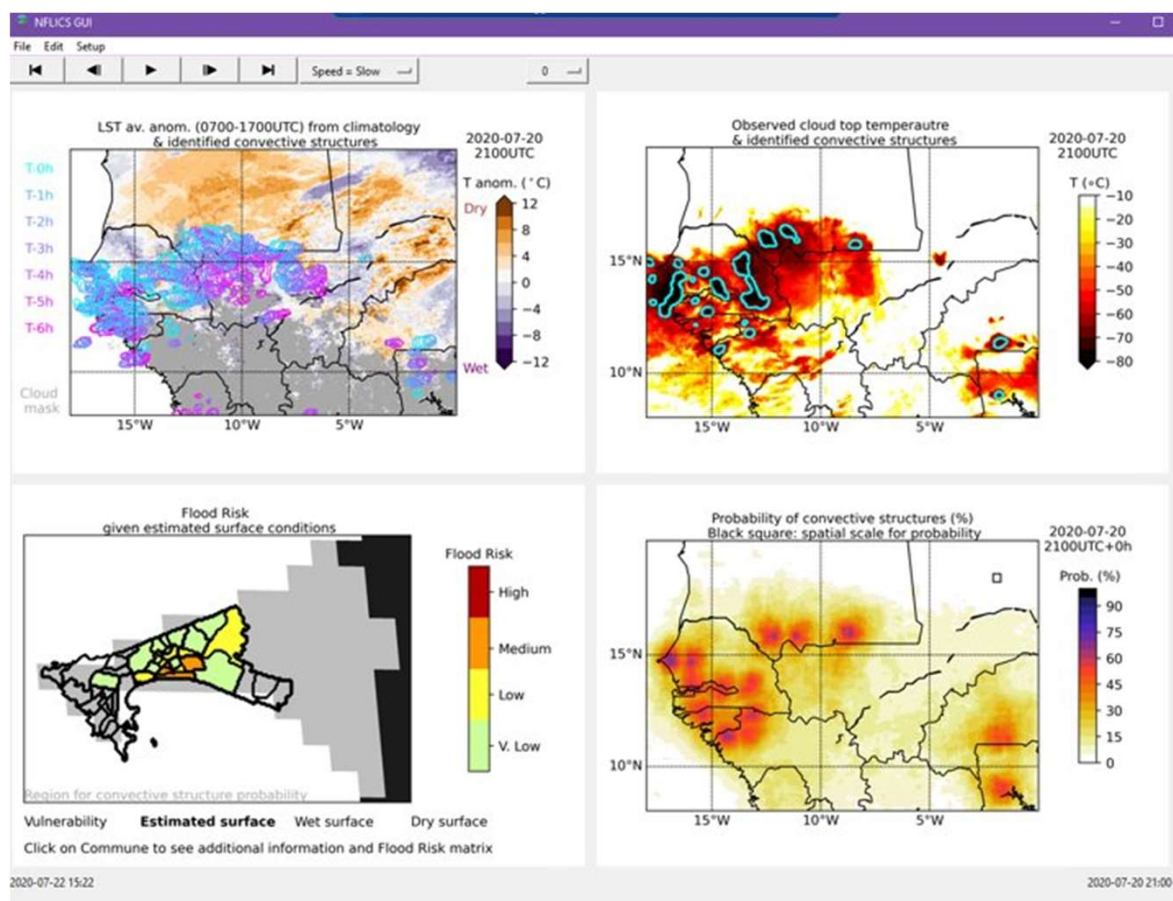 NFLICS GUI
File Edit Setup
Speed = Slow
0
LST av. anom. (0700-1700UTC) from climatology
& identified convective structures
2020-07-20
2100UTC
T-0h
T-1h
T-2h
T-3h
T-4h
T-5h
T-6h
Cloud
mask
T anom. (°C)
Dry
12
8
4
0
−4
−8
−12
Wet
15°W 10°W 5°W
Observed cloud top temperautre
& identified convective structures
2020-07-20
2100UTC
T (∘C)
−10
−20
−30
−40
−50
−60
−70
−80
15°N
10°N
15°W 10°W 5°W
Flood Risk
given estimated surface conditions
Flood Risk
High
Medium
Low
V. Low
Region for convective structure probability
Vulnerability Estimated surface Wet surface Dry surface
Click on Commune to see additional information and Flood Risk matrix
Probability of convective structures (%)
Black square: spatial scale for probability
2020-07-20
2100UTC+0h
Prob. (%)
90
75
60
45
30
15
0
15°N
10°N
15°W 10°W 5°W
2020-07-22 15:22
2020-07-20 21:00